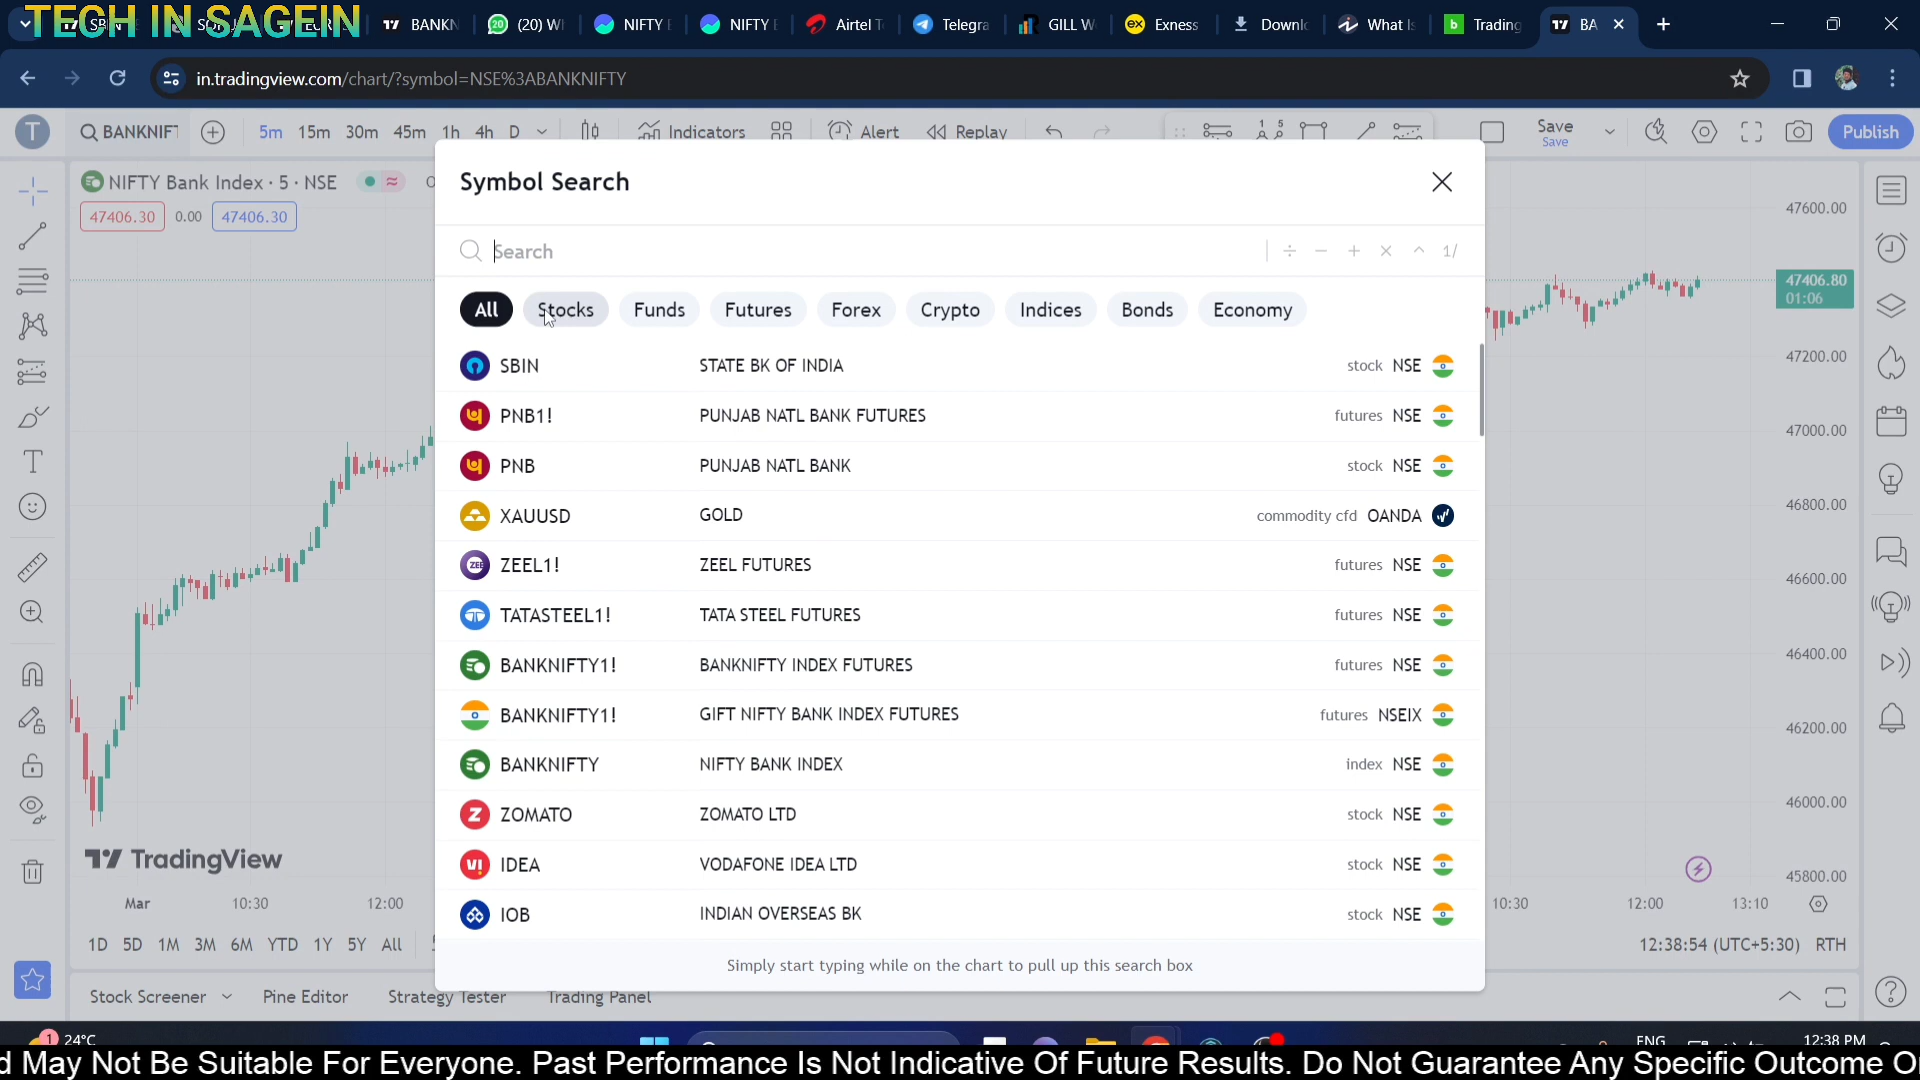 TECH IN SAGEIN
BANKN
(20) W
NIFTY
NIFTY
Airtel
Telegra
GILL W
Exness
Downl
What Is
Trading
BA
in.tradingview.com/chart/?symbol=NSE%3ABANKNIFTY
T
BANKNIFT
5m 15m 30m 45m 1h 4h D
Indicators
Alert
Replay
Save
Save
Publish
NIFTY Bank Index · 5 · NSE
47406.30 0.00 47406.30
Symbol Search
Search
÷ − + × ^ 1/
All Stocks Funds Futures Forex Crypto Indices Bonds Economy
SBIN STATE BK OF INDIA stock NSE
PNB1! PUNJAB NATL BANK FUTURES futures NSE
PNB PUNJAB NATL BANK stock NSE
XAUUSD GOLD commodity cfd OANDA
ZEEL1! ZEEL FUTURES futures NSE
TATASTEEL1! TATA STEEL FUTURES futures NSE
BANKNIFTY1! BANKNIFTY INDEX FUTURES futures NSE
BANKNIFTY1! GIFT NIFTY BANK INDEX FUTURES futures NSEIX
BANKNIFTY NIFTY BANK INDEX index NSE
ZOMATO ZOMATO LTD stock NSE
IDEA VODAFONE IDEA LTD stock NSE
IOB INDIAN OVERSEAS BK stock NSE
Simply start typing while on the chart to pull up this search box
47600.00
47406.80
01:06
47200.00
47000.00
46800.00
46600.00
46400.00
46200.00
46000.00
45800.00
TradingView
Mar 10:30 12:00 10:30 12:00 13:10
1D 5D 1M 3M 6M YTD 1Y 5Y All
12:38:54 (UTC+5:30) RTH
Stock Screener Pine Editor Strategy Tester Trading Panel
1
24°C
ENG
12:38 PM
d May Not Be Suitable For Everyone. Past Performance Is Not Indicative Of Future Results. Do Not Guarantee Any Specific Outcome O